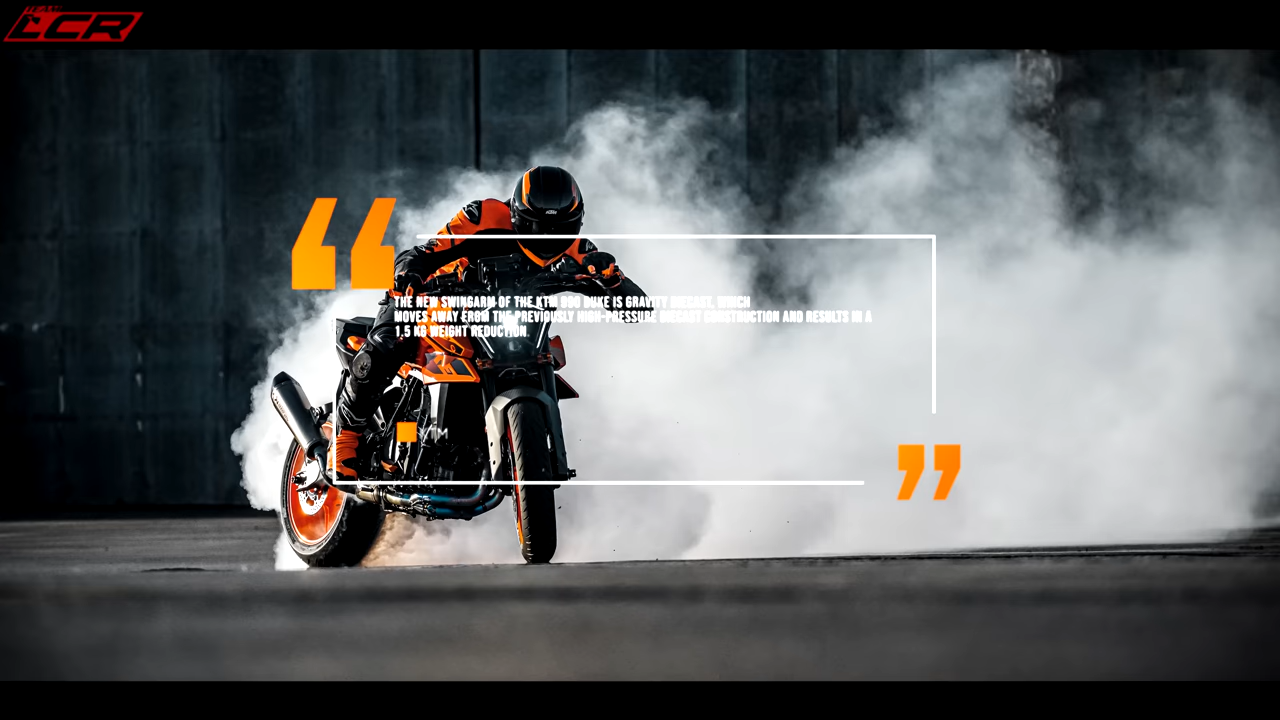 LCR
THE NEW SWINGARM OF THE KTM 990 DUKE IS GRAVITY DIECAST, WHICH
MOVES AWAY FROM THE PREVIOUSLY HIGH-PRESSURE DIECAST CONSTRUCTION AND RESULTS IN A
1.5 KG WEIGHT REDUCTION
KTM